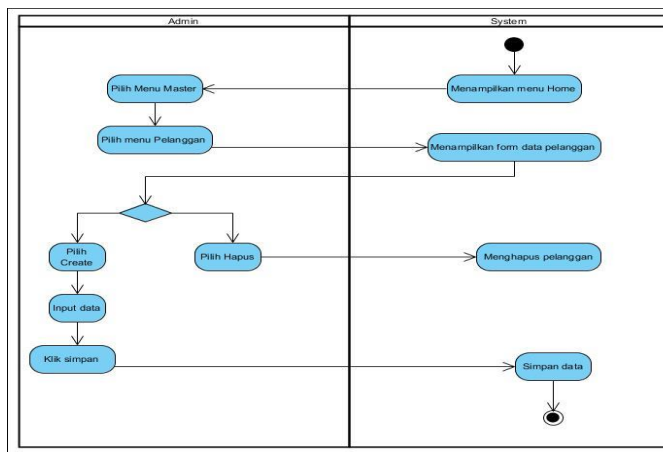 Admin
System
Menampilkan menu Home
Pilih Menu Master
Pilih menu Pelanggan
Menampilkan form data pelanggan
Pilih
Create
Pilih Hapus
Menghapus pelanggan
Input data
Klik simpan
Simpan data